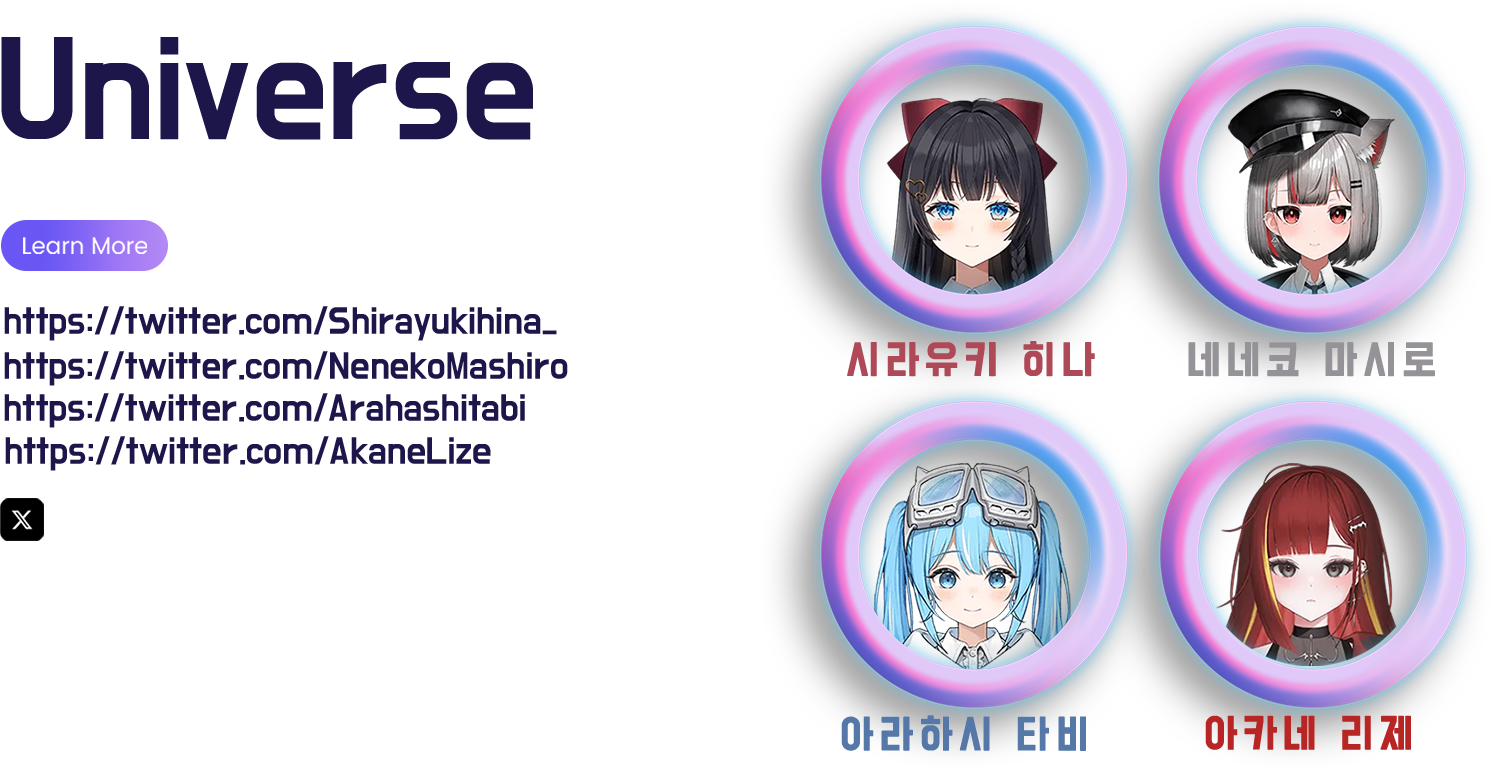 Universe
Learn More
https://twitter.com/Shirayukihina_
https://twitter.com/NenekoMashiro
https://twitter.com/Arahashitabi
https://twitter.com/AkaneLize
시라유키 히나
네네코 마시로
아라하시 타비
아카네 리제